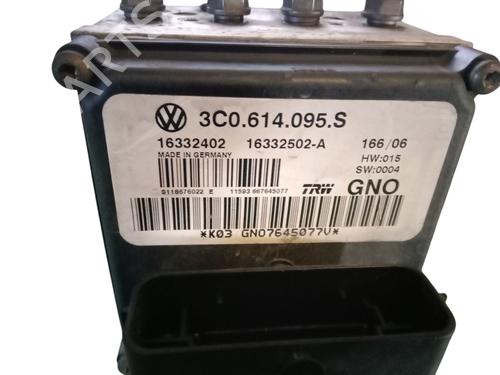 3C0.614.095.S
16332402 16332502-A 166/06
MADE IN GERMANY HW:015
SW:0004
S118676022 E 11593 667645077 TRW GNO
*K03 GNO7645077V*